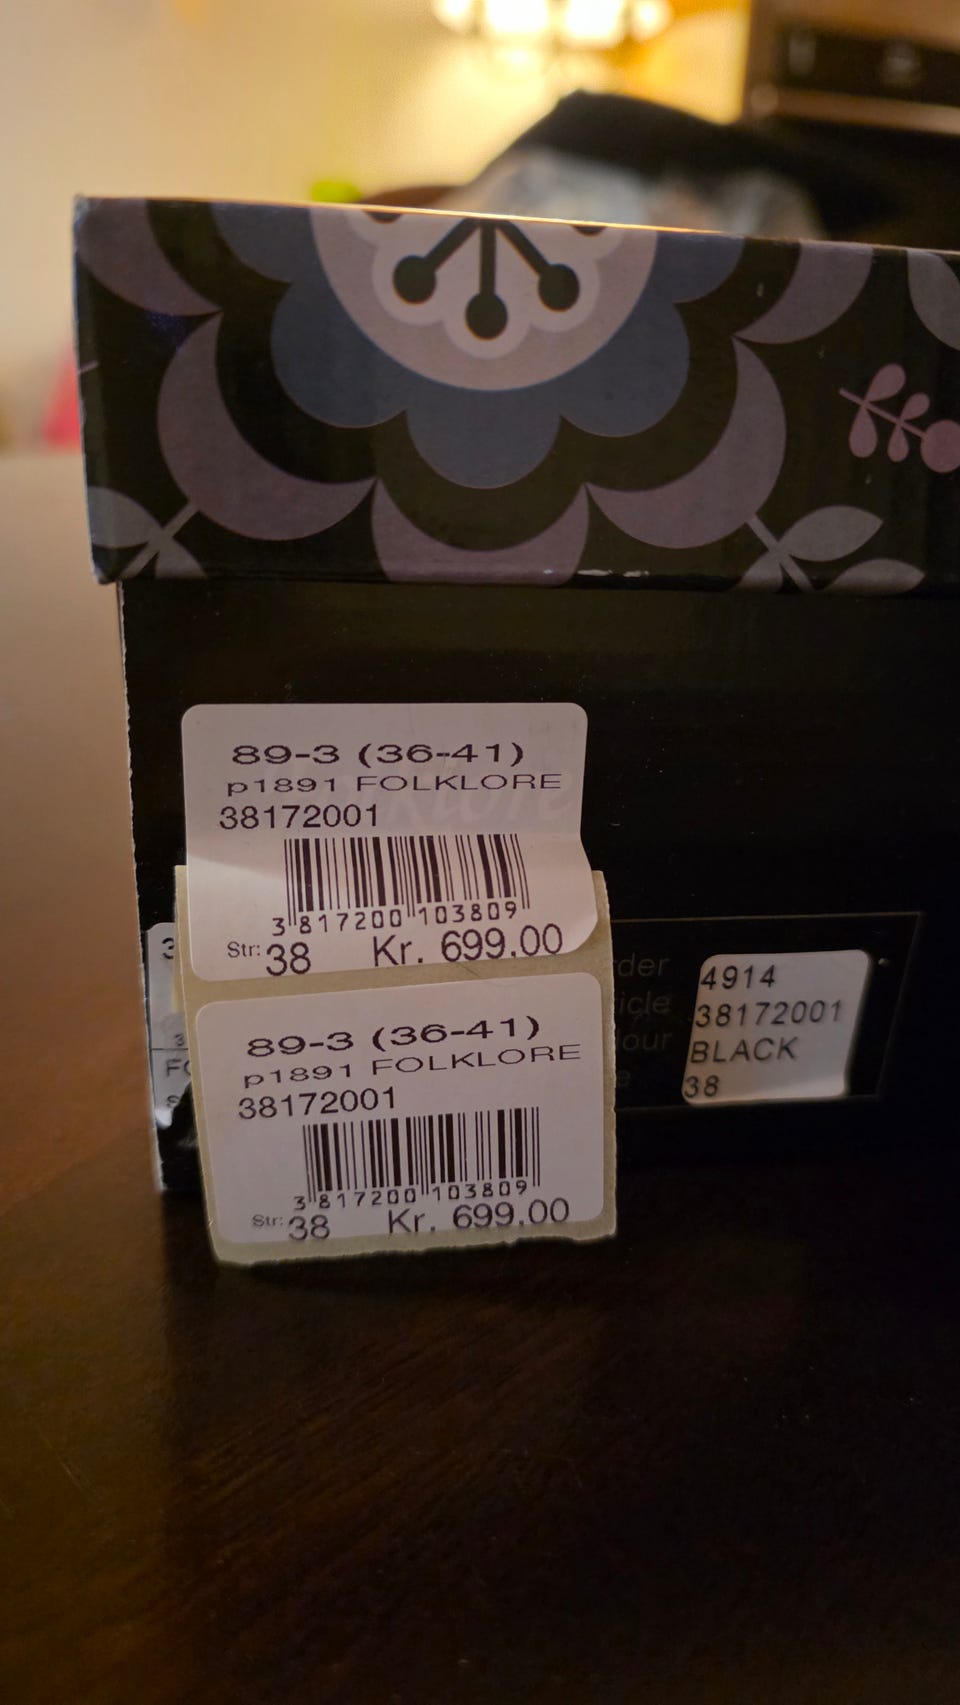 89-3 (36-41)
p1891 FOLKLORE
38172001
3 817200 103809
Str: 38 Kr. 699.00
89-3 (36-41)
p1891 FOLKLORE
38172001
3 817200 103809
Str: 38 Kr. 699.00
4914
38172001
BLACK
38